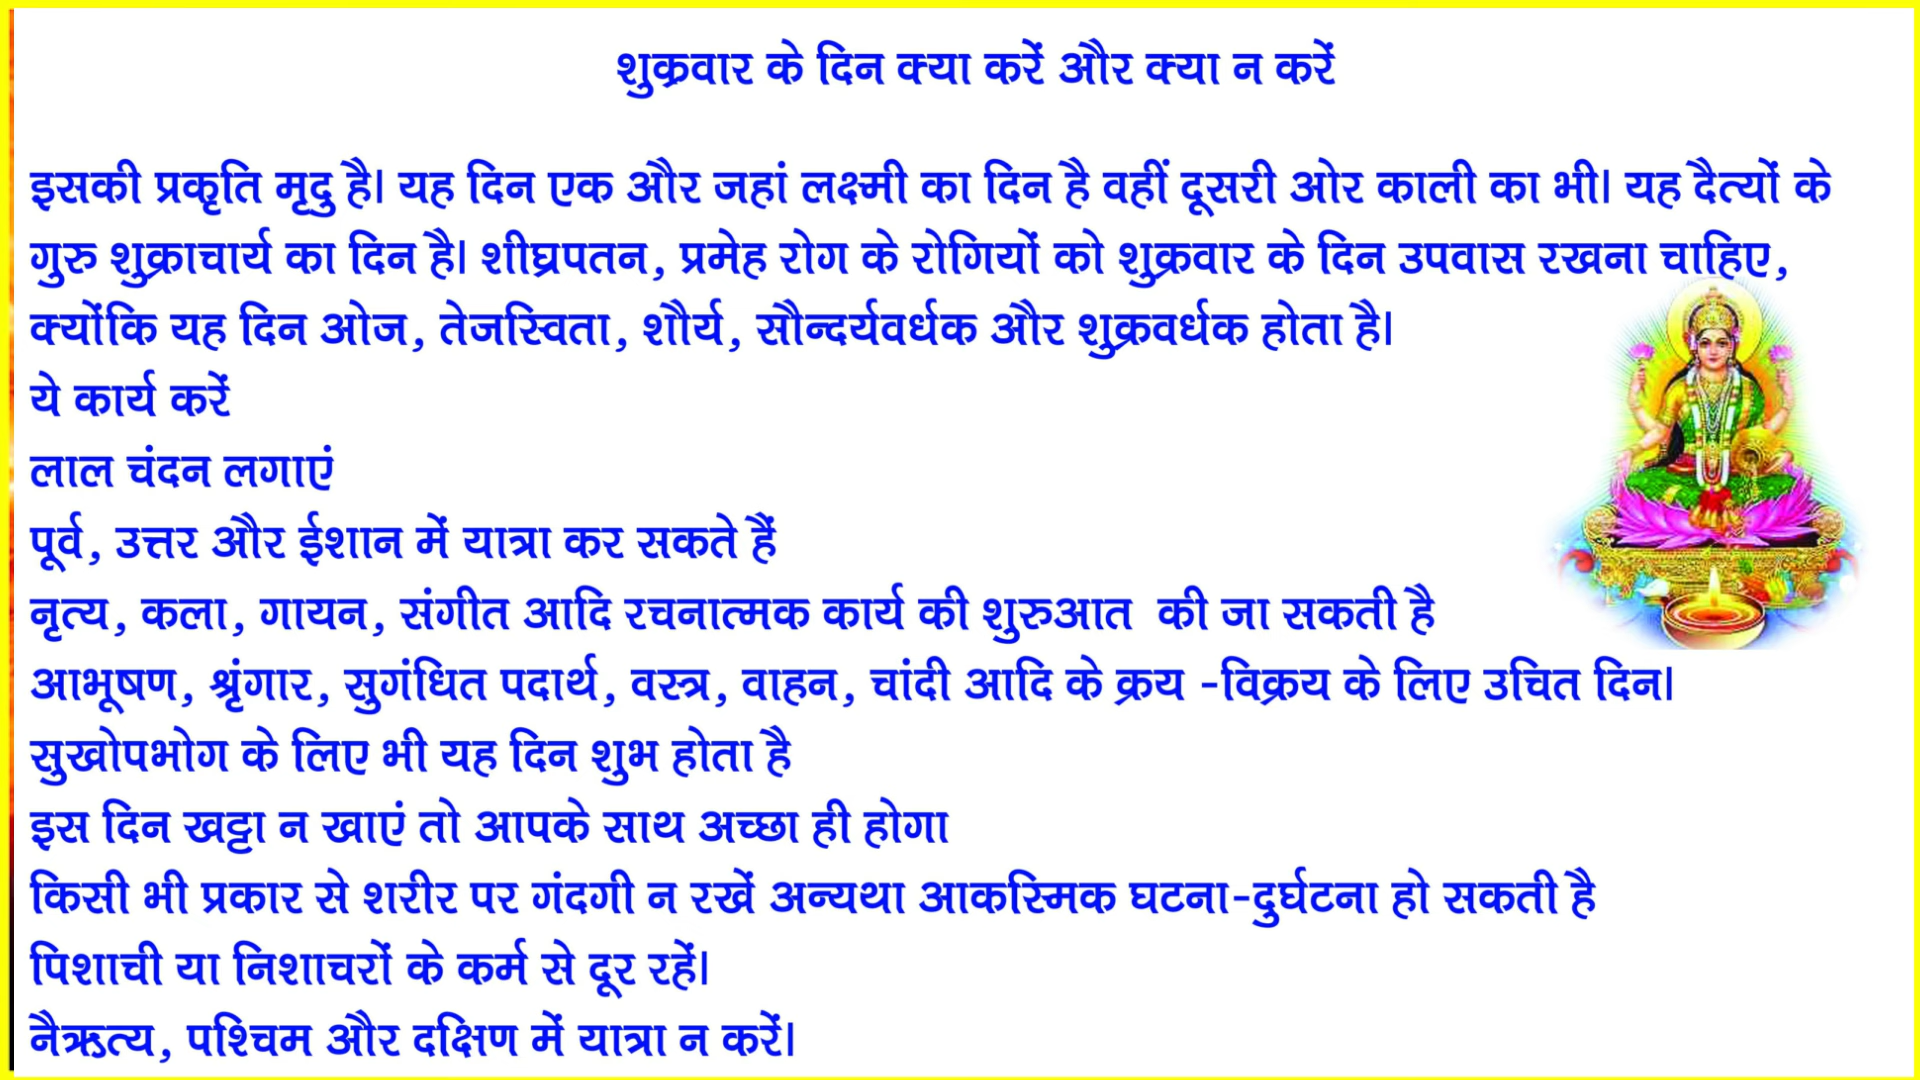 शुक्रवार के दिन क्या करें और क्या न करें
इसकी प्रकृति मृदु है। यह दिन एक और जहां लक्ष्मी का दिन है वहीं दूसरी ओर काली का भी। यह दैत्यों के
गुरु शुक्राचार्य का दिन है। शीघ्रपतन, प्रमेह रोग के रोगियों को शुक्रवार के दिन उपवास रखना चाहिए,
क्योंकि यह दिन ओज, तेजस्विता, शौर्य, सौन्दर्यवर्धक और शुक्रवर्धक होता है।
ये कार्य करें
लाल चंदन लगाएं
पूर्व, उत्तर और ईशान में यात्रा कर सकते हैं
नृत्य, कला, गायन, संगीत आदि रचनात्मक कार्य की शुरुआत की जा सकती है
आभूषण, श्रृंगार, सुगंधित पदार्थ, वस्त्र, वाहन, चांदी आदि के क्रय -विक्रय के लिए उचित दिन।
सुखोपभोग के लिए भी यह दिन शुभ होता है
इस दिन खट्टा न खाएं तो आपके साथ अच्छा ही होगा
किसी भी प्रकार से शरीर पर गंदगी न रखें अन्यथा आकस्मिक घटना-दुर्घटना हो सकती है
पिशाची या निशाचरों के कर्म से दूर रहें।
नैऋत्य, पश्चिम और दक्षिण में यात्रा न करें।